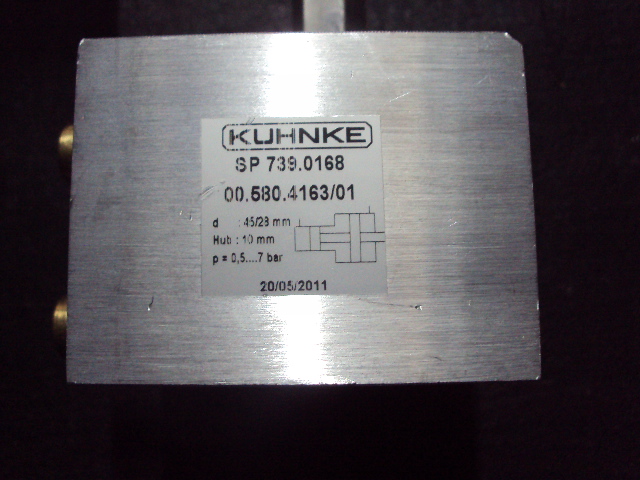 KUHNKE
SP 739.0168
00.580.4163/01
d : 45/28 mm
Hub : 10 mm
p = 0,5....7 bar
20/05/2011